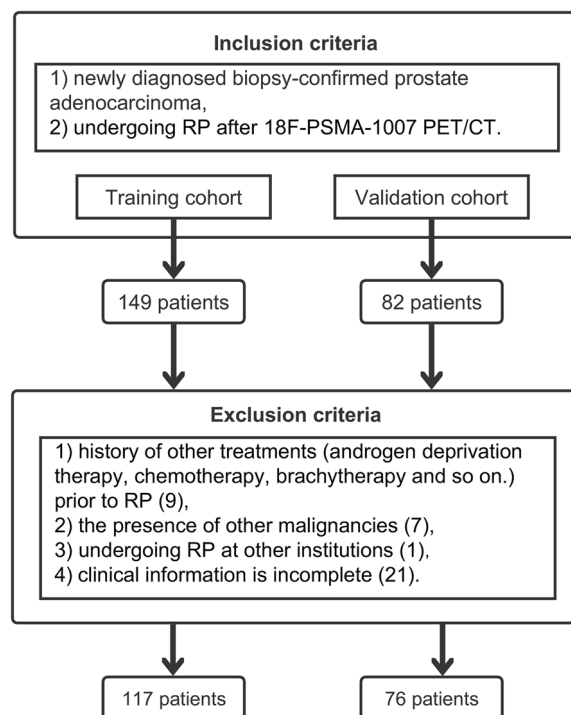 Inclusion criteria
1) newly diagnosed biopsy-confirmed prostate
adenocarcinoma,
2) undergoing RP after 18F-PSMA-1007 PET/CT.
Training cohort
Validation cohort
149 patients
82 patients
Exclusion criteria
1) history of other treatments (androgen deprivation
therapy, chemotherapy, brachytherapy and so on.)
prior to RP (9),
2) the presence of other malignancies (7),
3) undergoing RP at other institutions (1),
4) clinical information is incomplete (21).
117 patients
76 patients